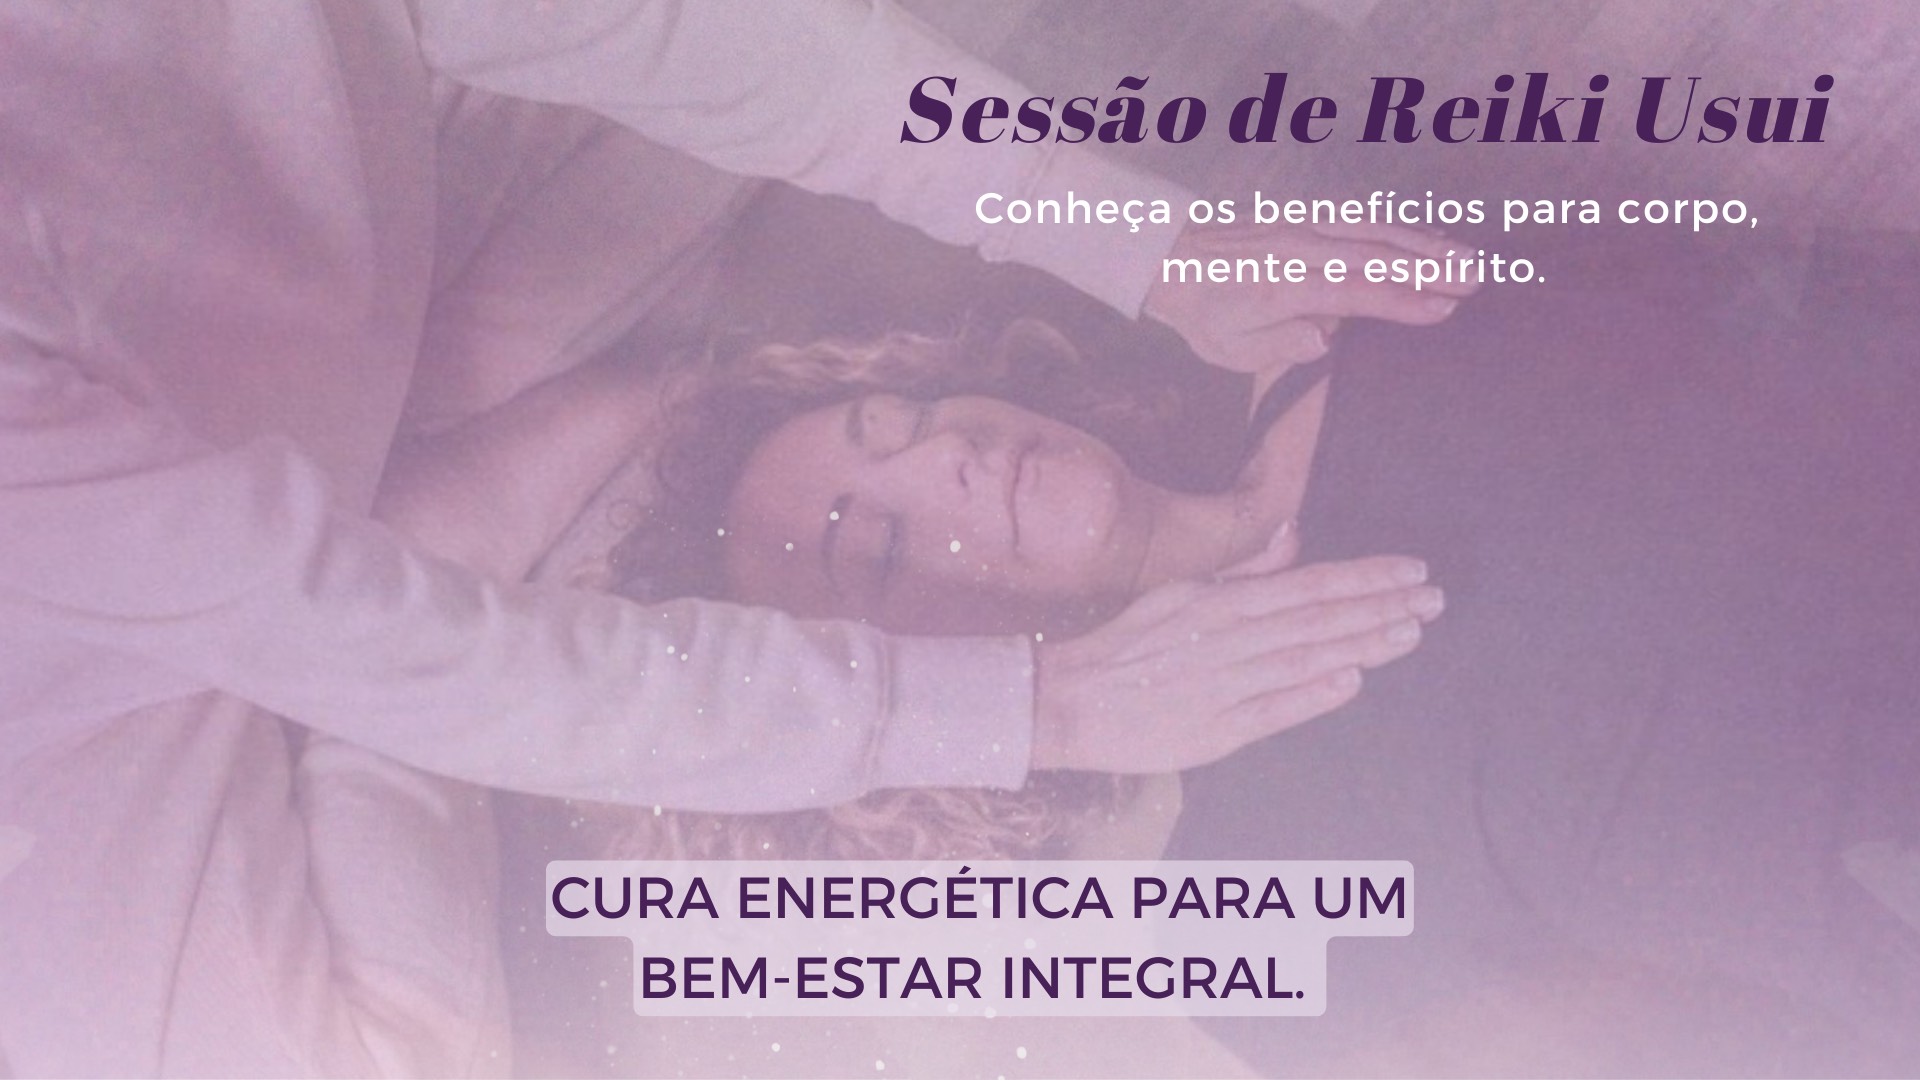 Sessão de Reiki Usui
Conheça os benefícios para corpo,
mente e espírito.
CURA ENERGÉTICA PARA UM
BEM-ESTAR INTEGRAL.